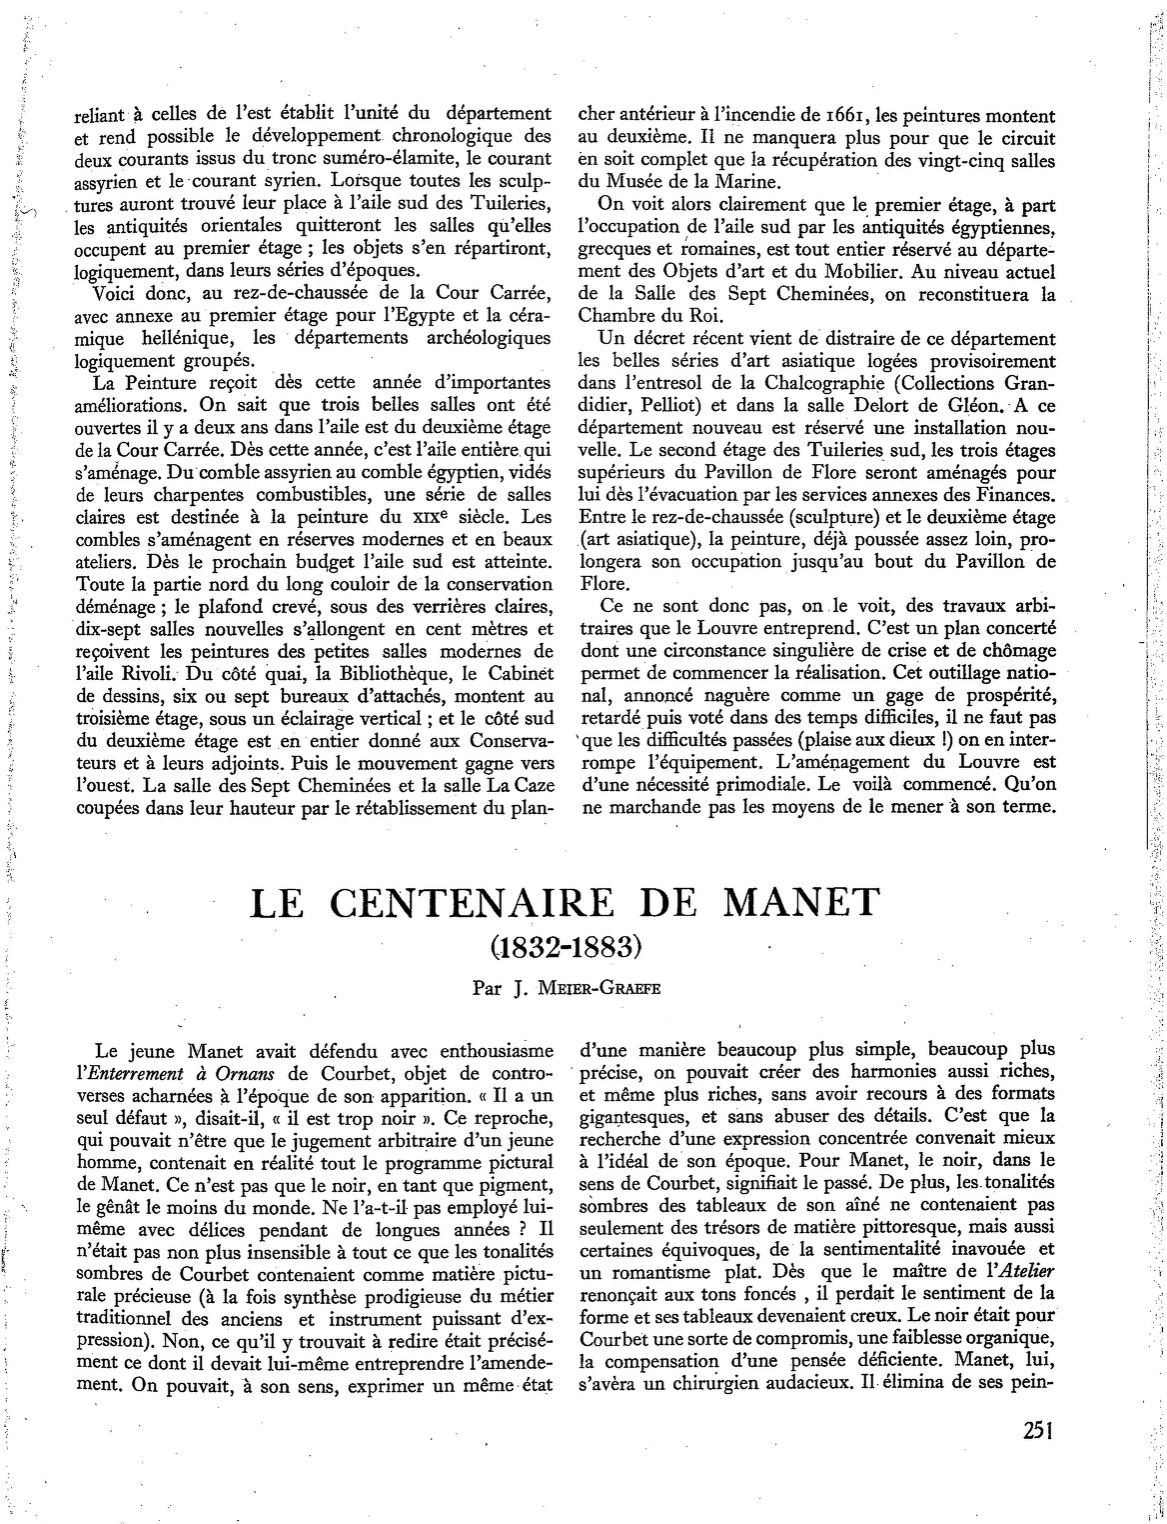 reliant à celles de l'est établit l'unité du département
et rend possible le développement chronologique des
deux courants issus du tronc suméro-élamite, le courant
assyrien et le courant syrien. Lorsque toutes les sculp-
tures auront trouvé leur place à l'aile sud des Tuileries,
les antiquités orientales quitteront les salles qu'elles
occupent au premier étage ; les objets s'en répartiront,
logiquement, dans leurs séries d'époques.
Voici donc, au rez-de-chaussée de la Cour Carrée,
avec annexe au premier étage pour l'Egypte et la céra-
mique hellénique, les départements archéologiques
logiquement groupés.
La Peinture reçoit dès cette année d'importantes
améliorations. On sait que trois belles salles ont été
ouvertes il y a deux ans dans l'aile est du deuxième étage
de la Cour Carrée. Dès cette année, c'est l'aile entière qui
s'aménage. Du comble assyrien au comble égyptien, vidés
de leurs charpentes combustibles, une série de salles
claires est destinée à la peinture du XIXe siècle. Les
combles s'aménagent en réserves modernes et en beaux
ateliers. Dès le prochain budget l'aile sud est atteinte.
Toute la partie nord du long couloir de la conservation
déménage ; le plafond crevé, sous des verrières claires,
dix-sept salles nouvelles s'allongent en cent mètres et
reçoivent les peintures des petites salles modernes de
l'aile Rivoli. Du côté quai, la Bibliothèque, le Cabinet
de dessins, six ou sept bureaux d'attachés, montent au
troisième étage, sous un éclairage vertical ; et le côté sud
du deuxième étage est en entier donné aux Conserva-
teurs et à leurs adjoints. Puis le mouvement gagne vers
l'ouest. La salle des Sept Cheminées et la salle La Caze
coupées dans leur hauteur par le rétablissement du plan-
cher antérieur à l'incendie de 1661, les peintures montent
au deuxième. Il ne manquera plus pour que le circuit
en soit complet que la récupération des vingt-cinq salles
du Musée de la Marine.
On voit alors clairement que le premier étage, à part
l'occupation de l'aile sud par les antiquités égyptiennes,
grecques et romaines, est tout entier réservé au départe-
ment des Objets d'art et du Mobilier. Au niveau actuel
de la Salle des Sept Cheminées, on reconstituera la
Chambre du Roi.
Un décret récent vient de distraire de ce département
les belles séries d'art asiatique logées provisoirement
dans l'entresol de la Chalcographie (Collections Gran-
didier, Pelliot) et dans la salle Delort de Gléon. A ce
département nouveau est réservé une installation nou-
velle. Le second étage des Tuileries sud, les trois étages
supérieurs du Pavillon de Flore seront aménagés pour
lui dès l'évacuation par les services annexes des Finances.
Entre le rez-de-chaussée (sculpture) et le deuxième étage
(art asiatique), la peinture, déjà poussée assez loin, pro-
longera son occupation jusqu'au bout du Pavillon de
Flore.
Ce ne sont donc pas, on le voit, des travaux arbi-
traires que le Louvre entreprend. C'est un plan concerté
dont une circonstance singulière de crise et de chômage
permet de commencer la réalisation. Cet outillage natio-
nal, annoncé naguère comme un gage de prospérité,
retardé puis voté dans des temps difficiles, il ne faut pas
que les difficultés passées (plaise aux dieux !) on en inter-
rompe l'équipement. L'aménagement du Louvre est
d'une nécessité primodiale. Le voilà commencé. Qu'on
ne marchande pas les moyens de le mener à son terme.
LE CENTENAIRE DE MANET
(1832-1883)
Par J. MEIER-GRAEFE
Le jeune Manet avait défendu avec enthousiasme
l'Enterrement à Ornans de Courbet, objet de contro-
verses acharnées à l'époque de son apparition. « Il a un
seul défaut », disait-il, « il est trop noir ». Ce reproche,
qui pouvait n'être que le jugement arbitraire d'un jeune
homme, contenait en réalité tout le programme pictural
de Manet. Ce n'est pas que le noir, en tant que pigment,
le gênât le moins du monde. Ne l'a-t-il pas employé lui-
même avec délices pendant de longues années ? Il
n'était pas non plus insensible à tout ce que les tonalités
sombres de Courbet contenaient comme matière pictu-
rale précieuse (à la fois synthèse prodigieuse du métier
traditionnel des anciens et instrument puissant d'ex-
pression). Non, ce qu'il y trouvait à redire était précisé-
ment ce dont il devait lui-même entreprendre l'amende-
ment. On pouvait, à son sens, exprimer un même état
d'une manière beaucoup plus simple, beaucoup plus
précise, on pouvait créer des harmonies aussi riches,
et même plus riches, sans avoir recours à des formats
gigantesques, et sans abuser des détails. C'est que la
recherche d'une expression concentrée convenait mieux
à l'idéal de son époque. Pour Manet, le noir, dans le
sens de Courbet, signifiait le passé. De plus, les tonalités
sombres des tableaux de son aîné ne contenaient pas
seulement des trésors de matière pittoresque, mais aussi
certaines équivoques, de la sentimentalité inavouée et
un romantisme plat. Dès que le maître de l'Atelier
renonçait aux tons foncés , il perdait le sentiment de la
forme et ses tableaux devenaient creux. Le noir était pour
Courbet une sorte de compromis, une faiblesse organique,
la compensation d'une pensée déficiente. Manet, lui,
s'avèra un chirurgien audacieux. Il élimina de ses pein-
251